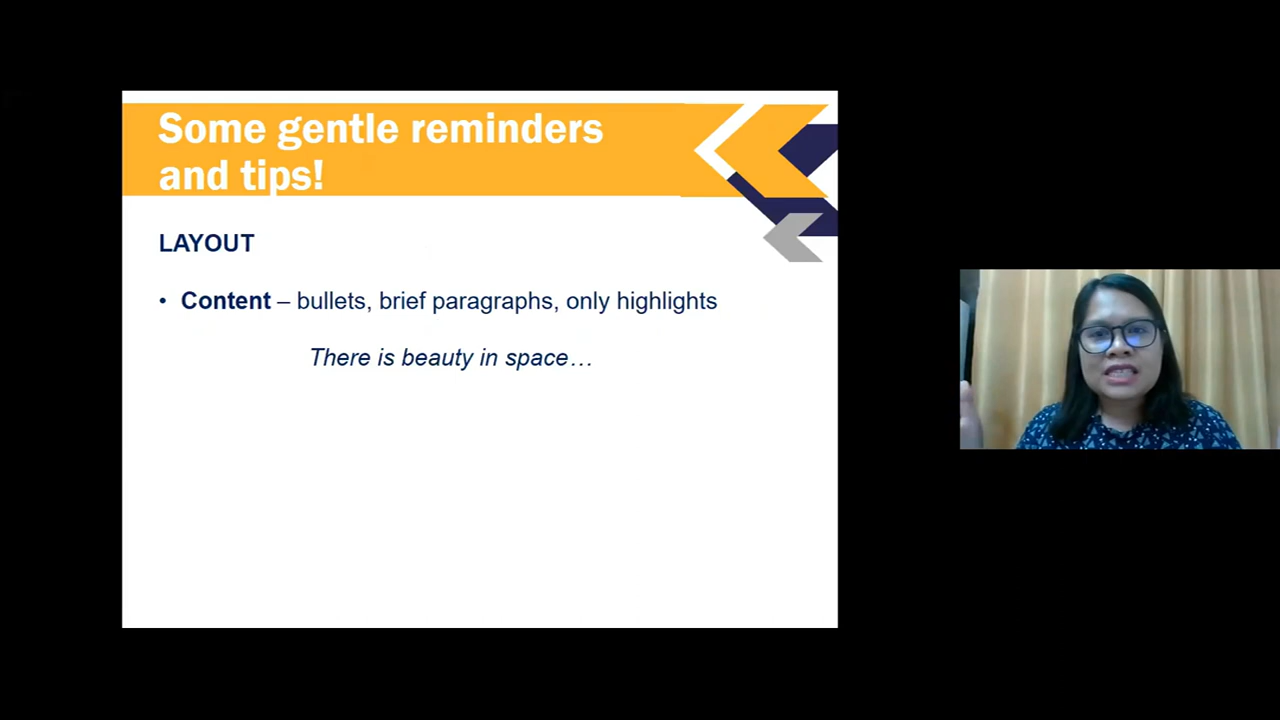 Some gentle reminders
and tips!
LAYOUT
• Content – bullets, brief paragraphs, only highlights
There is beauty in space…